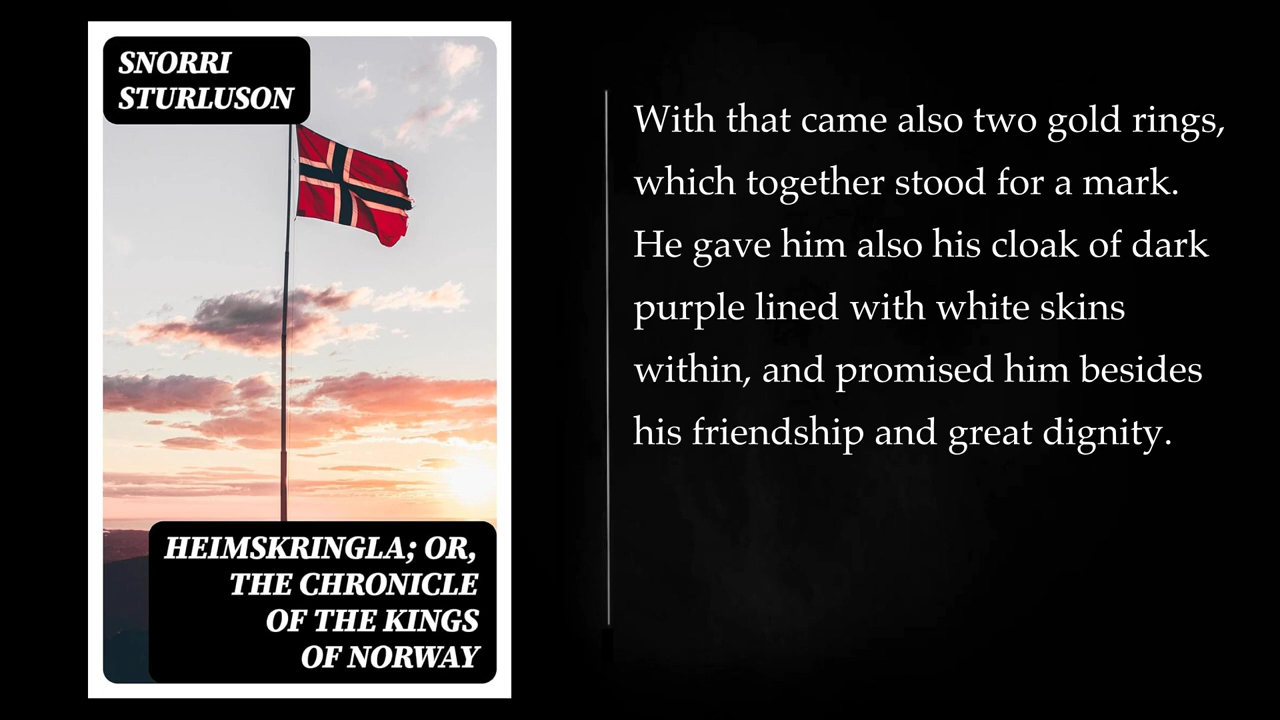 SNORRI
STURLUSON
HEIMSKRINGLA; OR,
THE CHRONICLE
OF THE KINGS
OF NORWAY
With that came also two gold rings,
which together stood for a mark.
He gave him also his cloak of dark
purple lined with white skins
within, and promised him besides
his friendship and great dignity.